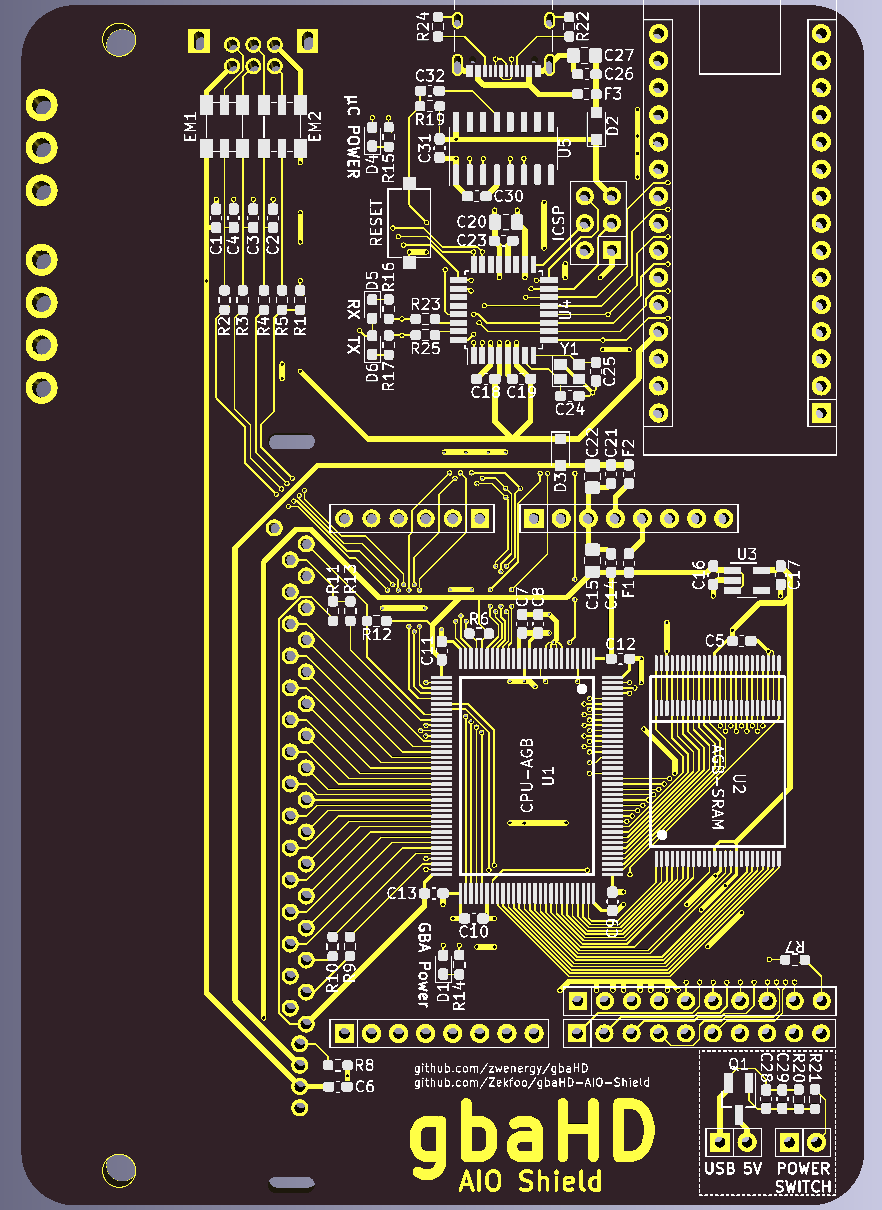 R24
R22
C27
C26
C32
F3
R19
µC POWER
D2
EM1
EM2
C31
U5
D4
R15
C30
C1
C4
C3
C2
RESET
C20
C23
ICSP
D5
R16
RX
R23
U4
R2
R3
R4
R5
R1
TX
R25
D6
R17
Y1
C25
C18
C19
C24
D3
C22
C21
F2
U3
R11
R13
C15
C14
F1
C16
C17
C7
C8
R6
R12
C11
C12
C5
CPU-AGB
U1
AGB-SRAM
U2
C13
C10
C9
GBA Power
R10
R9
D1
R14
R7
R8
C6
github.com/zwenergy/gbaHD
github.com/Zekfoo/gbaHD-AIO-Shield
Q1
C28
C29
R20
R21
gbaHD
AIO Shield
USB 5V
POWER
SWITCH